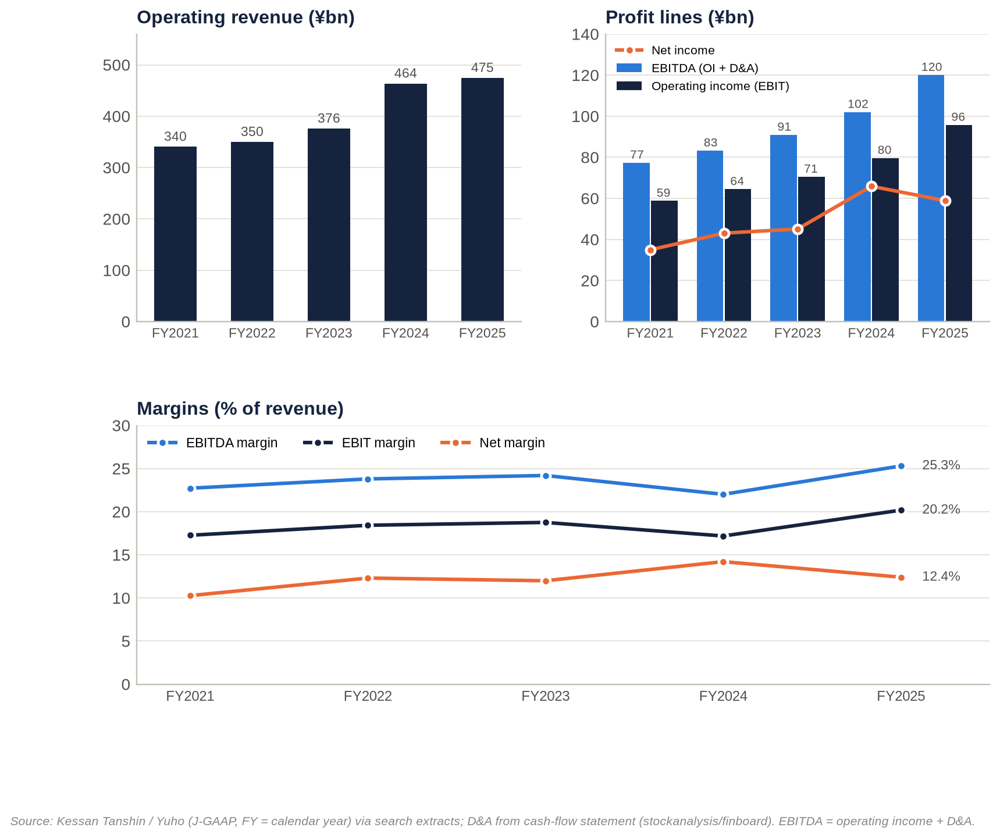 Operating revenue (¥bn)
500
400
300
200
100
0
340
350
376
464
475
FY2021
FY2022
FY2023
FY2024
FY2025
Profit lines (¥bn)
140
120
100
80
60
40
20
0
Net income
EBITDA (OI + D&A)
Operating income (EBIT)
77
59
83
64
91
71
102
80
120
96
FY2021
FY2022
FY2023
FY2024
FY2025
Margins (% of revenue)
30
25
20
15
10
5
0
EBITDA margin
EBIT margin
Net margin
25.3%
20.2%
12.4%
FY2021
FY2022
FY2023
FY2024
FY2025
Source: Kessan Tanshin / Yuho (J-GAAP, FY = calendar year) via search extracts; D&A from cash-flow statement (stockanalysis/finboard). EBITDA = operating income + D&A.